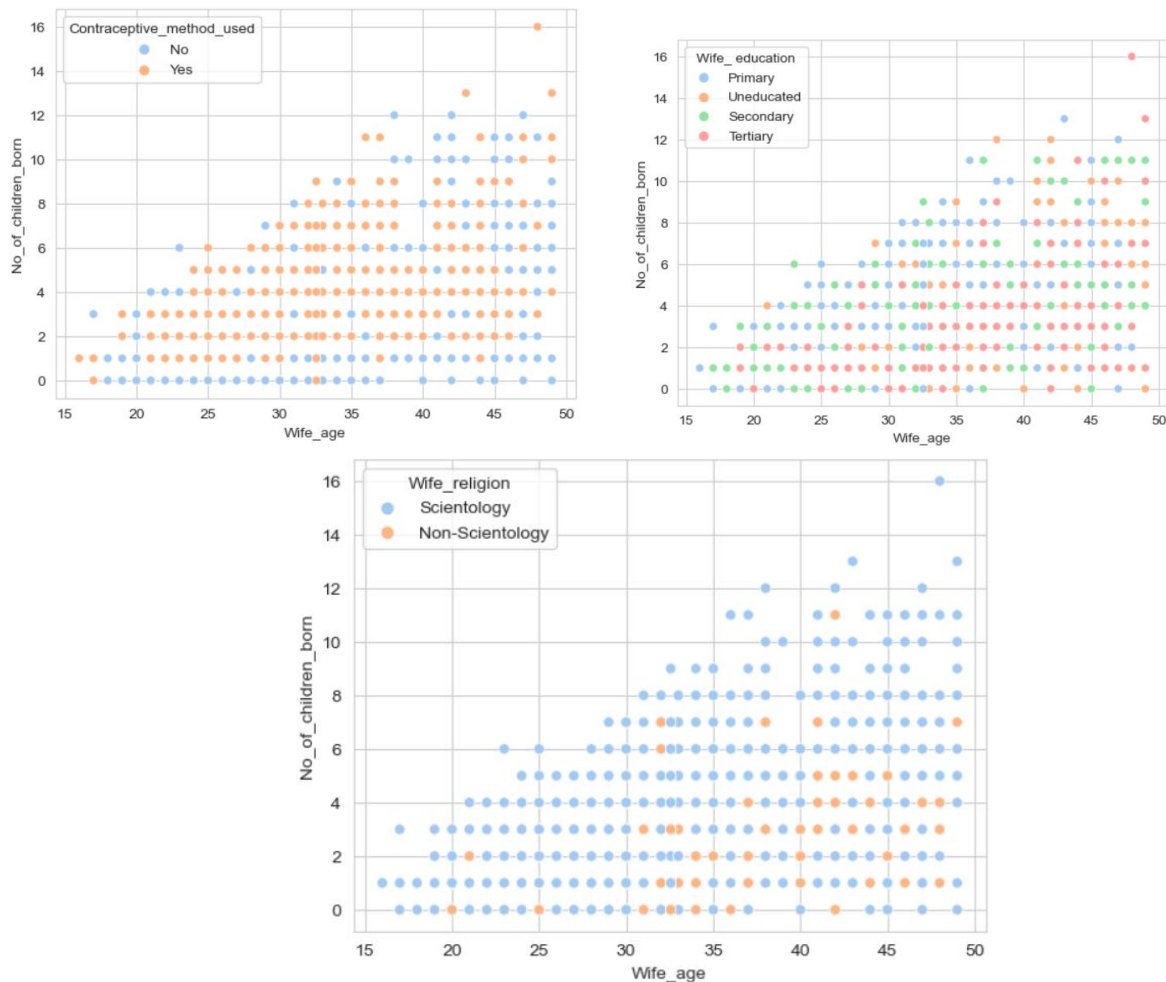 Contraceptive_method_used
No
Yes
16
14
12
10
8
6
4
2
0
No_of_children_born
15 20 25 30 35 40 45 50
Wife_age
Wife_ education
Primary
Uneducated
Secondary
Tertiary
16
14
12
10
8
6
4
2
0
No_of_children_born
15 20 25 30 35 40 45 50
Wife_age
Wife_religion
Scientology
Non-Scientology
16
14
12
10
8
6
4
2
0
No_of_children_born
20 25 30 35 40 45 50
Wife_age